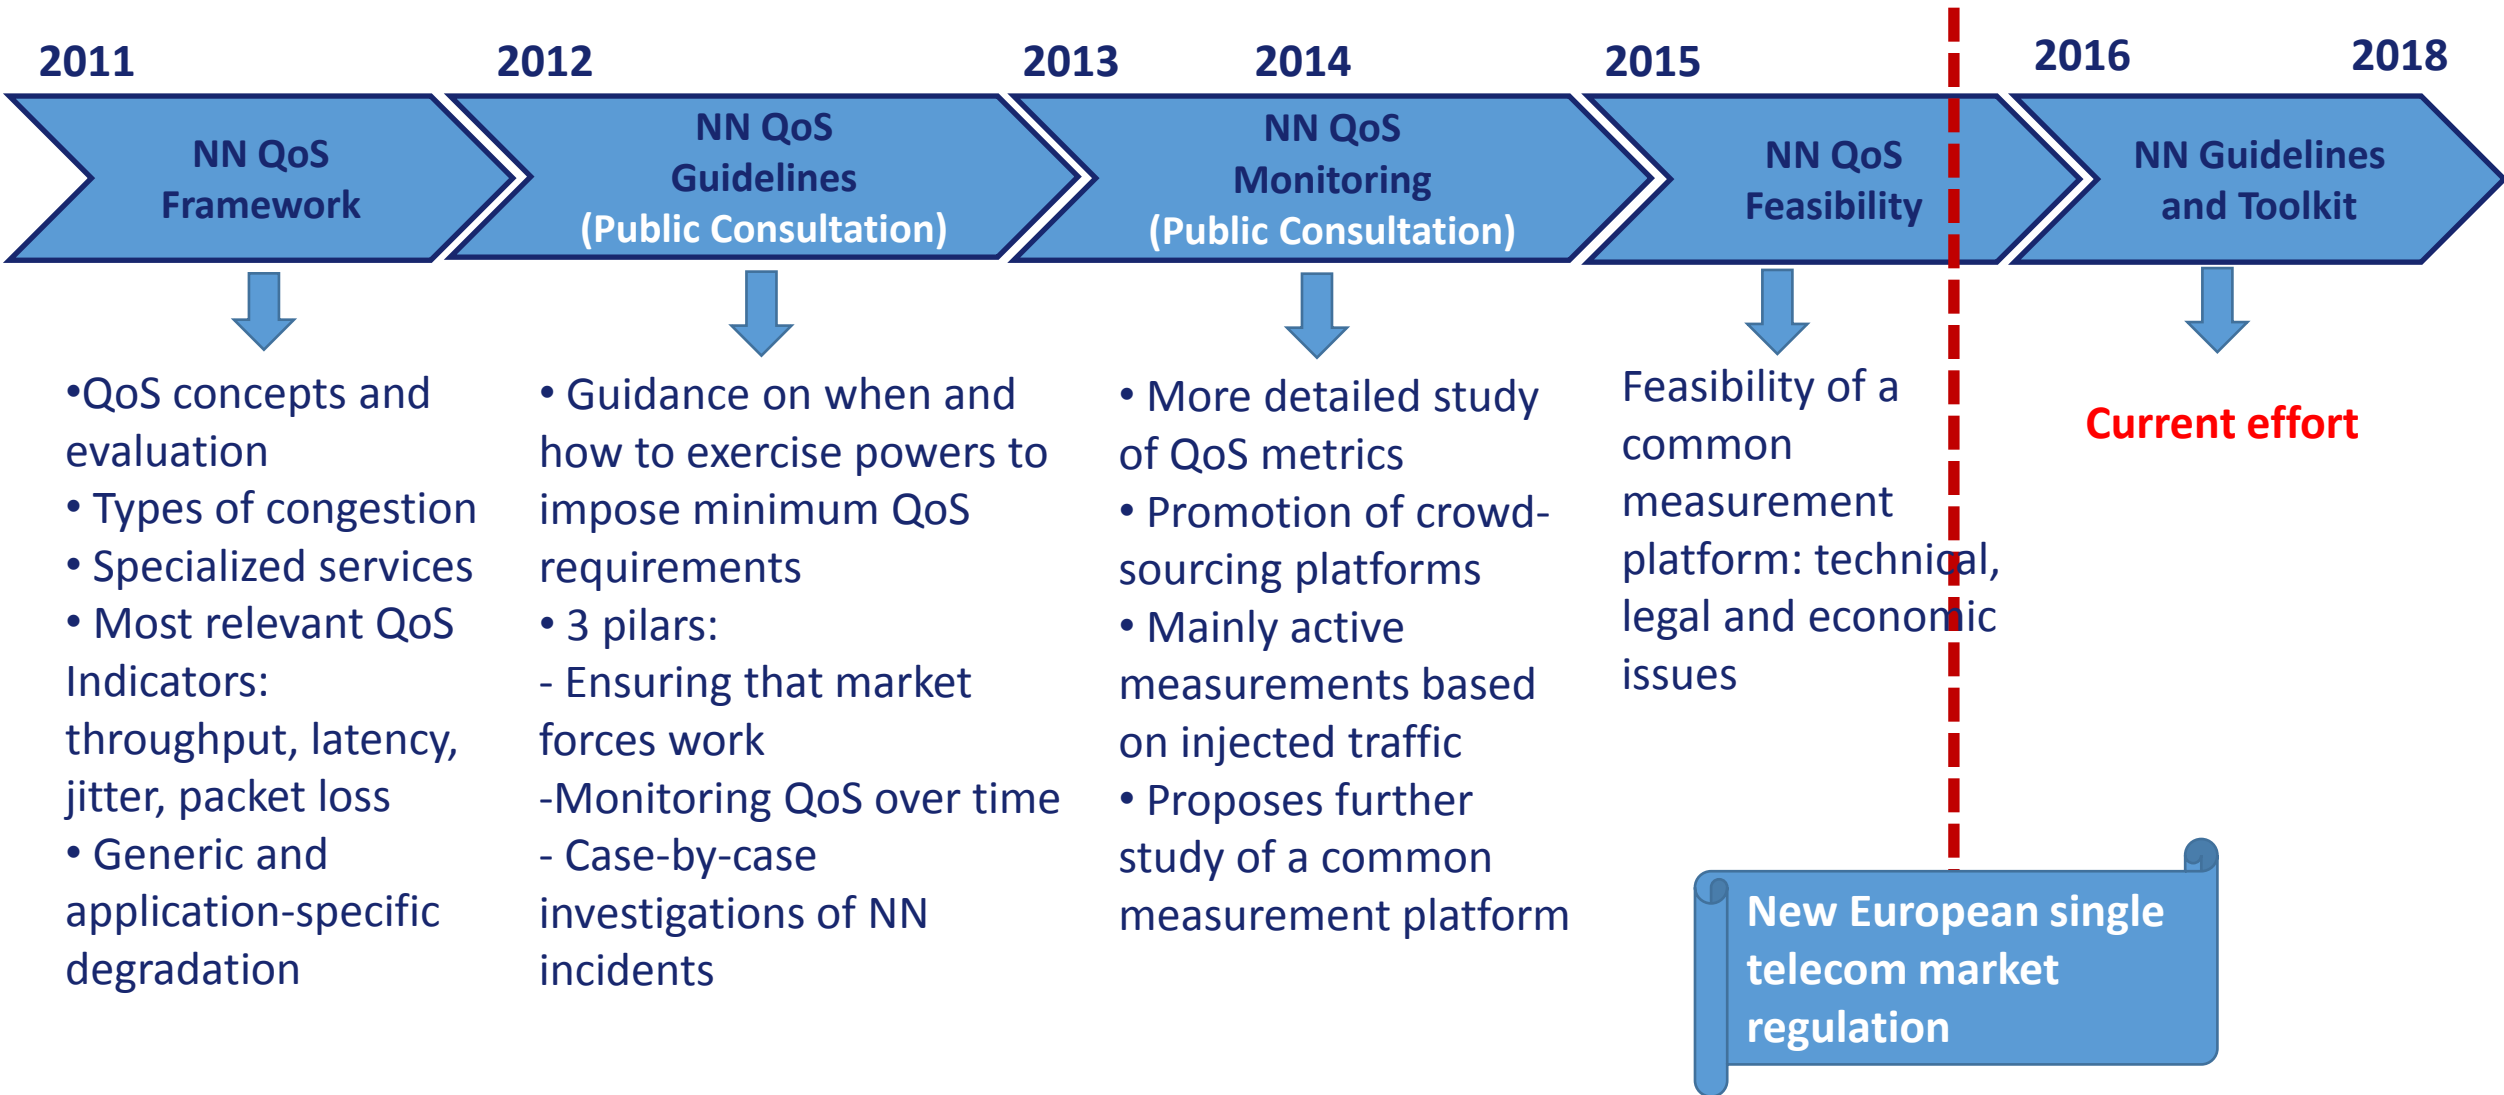 2011
2012
2013
2014
2015
2016
2018
NN QoS
Framework
NN QoS
Guidelines
(Public Consultation)
NN QoS
Monitoring
(Public Consultation)
NN QoS
Feasibility
NN Guidelines
and Toolkit
•QoS concepts and
evaluation
• Types of congestion
• Specialized services
• Most relevant QoS
Indicators:
throughput, latency,
jitter, packet loss
• Generic and
application-specific
degradation
• Guidance on when and
how to exercise powers to
impose minimum QoS
requirements
• 3 pilars:
- Ensuring that market
forces work
-Monitoring QoS over time
- Case-by-case
investigations of NN
incidents
• More detailed study
of QoS metrics
• Promotion of crowd-
sourcing platforms
• Mainly active
measurements based
on injected traffic
• Proposes further
study of a common
measurement platform
Feasibility of a
common
measurement
platform: technical,
legal and economic
issues
Current effort
New European single
telecom market
regulation